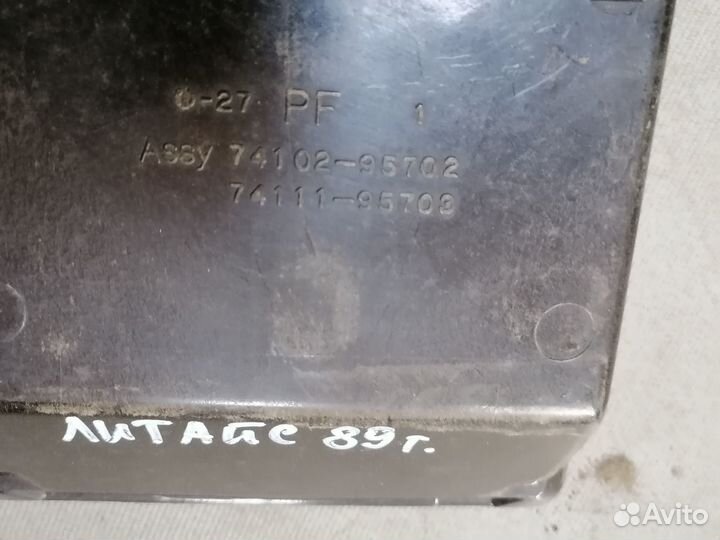 D-27 PF 1
Assy 74102-95702
74111-95703
ЛИТАЙС 89г.
Avito